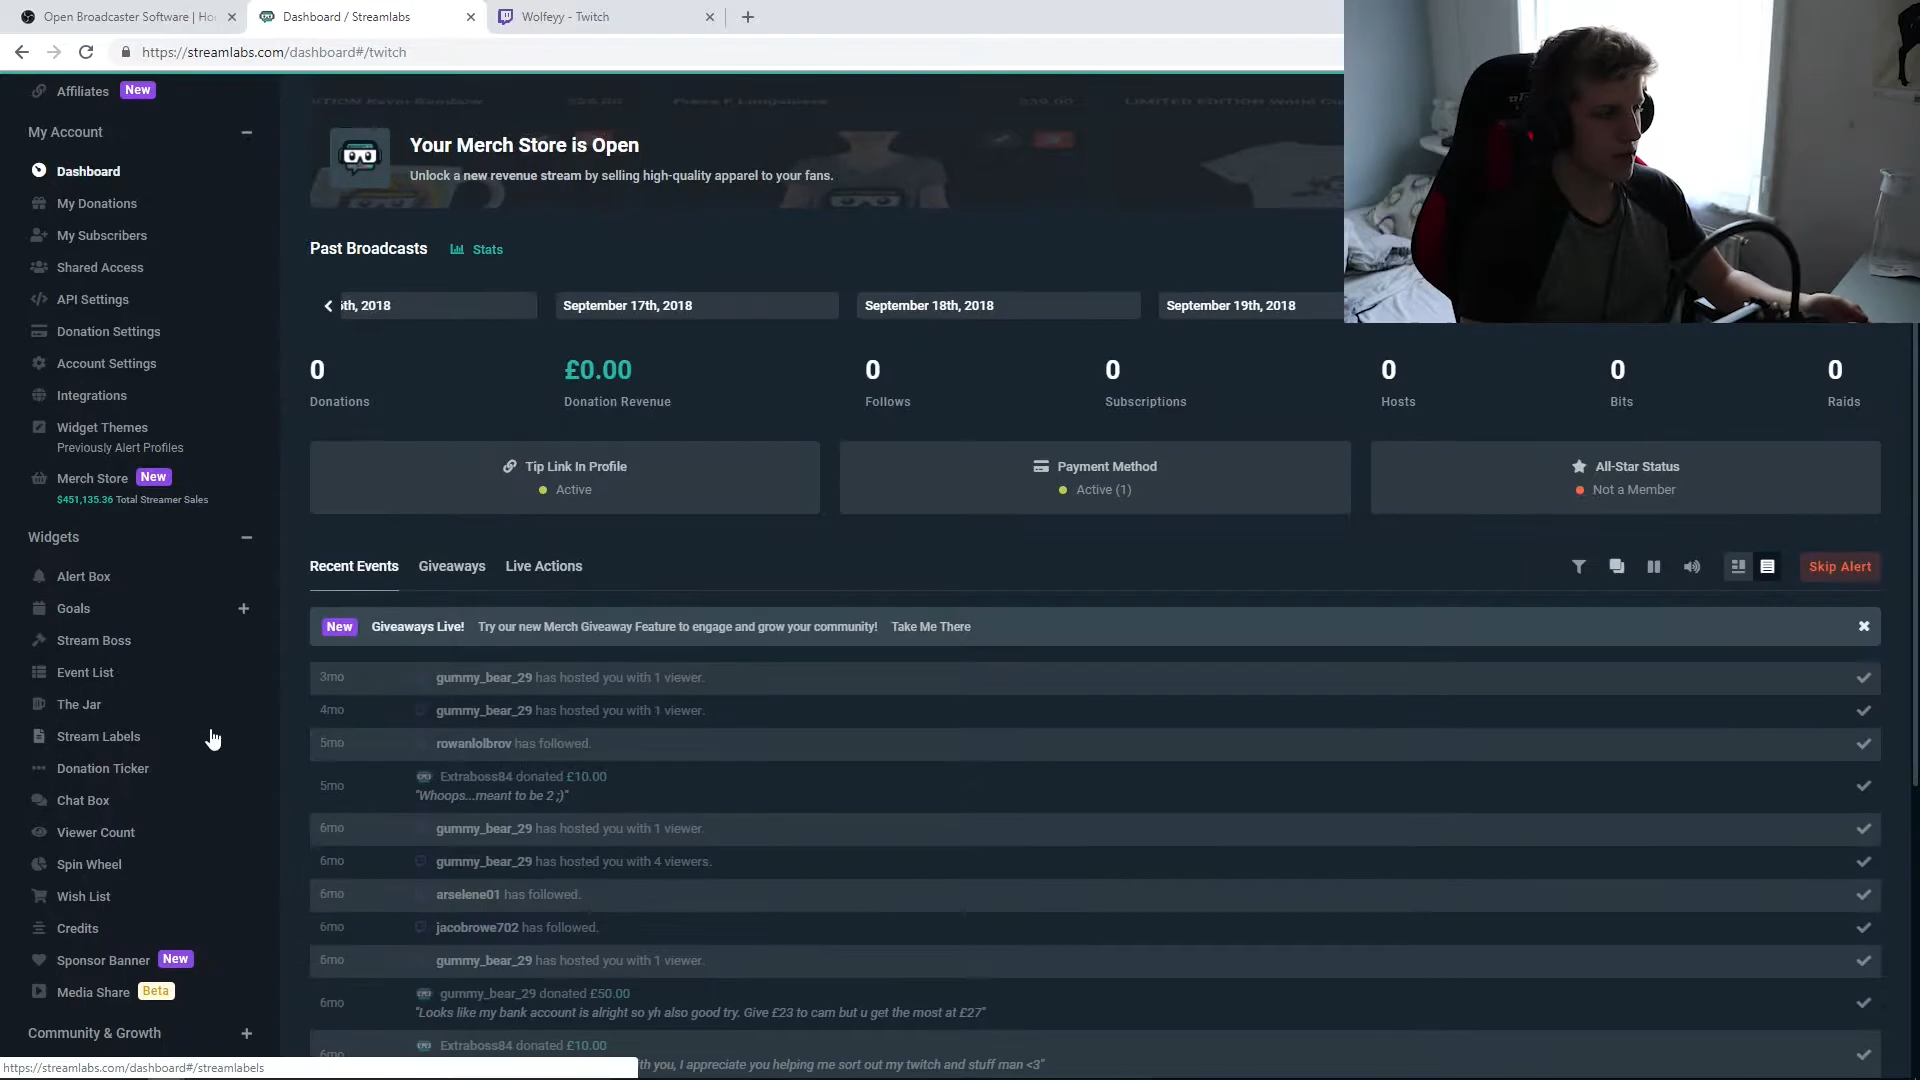 Open Broadcaster Software | Ho
Dashboard / Streamlabs
Wolfeyy - Twitch
https://streamlabs.com/dashboard#/twitch
Affiliates New
My Account
Dashboard
My Donations
My Subscribers
Shared Access
API Settings
Donation Settings
Account Settings
Integrations
Widget Themes
Previously Alert Profiles
Merch Store New
$451,135.36 Total Streamer Sales
Widgets
Alert Box
Goals
Stream Boss
Event List
The Jar
Stream Labels
Donation Ticker
Chat Box
Viewer Count
Spin Wheel
Wish List
Credits
Sponsor Banner New
Media Share Beta
Community & Growth
https://streamlabs.com/dashboard#/streamlabels
Your Merch Store is Open
Unlock a new revenue stream by selling high-quality apparel to your fans.
Past Broadcasts Stats
th, 2018 September 17th, 2018 September 18th, 2018 September 19th, 2018
0 £0.00 0 0 0 0 0
Donations Donation Revenue Follows Subscriptions Hosts Bits Raids
Tip Link In Profile
Active
Payment Method
Active (1)
All-Star Status
Not a Member
Recent Events Giveaways Live Actions Skip Alert
New Giveaways Live! Try our new Merch Giveaway Feature to engage and grow your community! Take Me There
3mo gummy_bear_29 has hosted you with 1 viewer.
4mo gummy_bear_29 has hosted you with 1 viewer.
5mo rowanlolbrov has followed.
5mo Extraboss84 donated £10.00
"Whoops...meant to be 2 ;)"
6mo gummy_bear_29 has hosted you with 1 viewer.
6mo gummy_bear_29 has hosted you with 4 viewers.
6mo arselene01 has followed.
6mo jacobrowe702 has followed.
6mo gummy_bear_29 has hosted you with 1 viewer.
6mo gummy_bear_29 donated £50.00
"Looks like my bank account is alright so yh also good try. Give £23 to cam but u get the most at £27"
6mo Extraboss84 donated £10.00
th you, I appreciate you helping me sort out my twitch and stuff man <3"